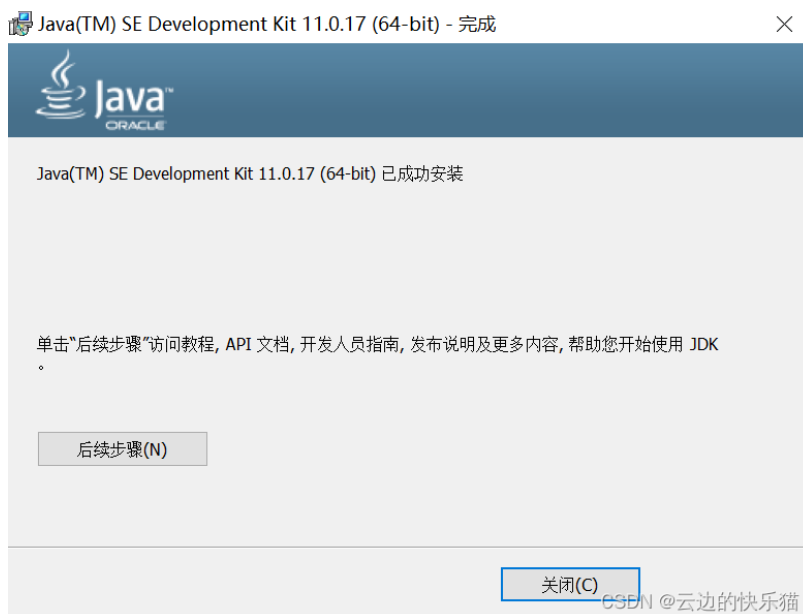 Java(TM) SE Development Kit 11.0.17 (64-bit) - 完成
Java™
ORACLE
Java(TM) SE Development Kit 11.0.17 (64-bit) 已成功安装
单击“后续步骤”访问教程, API 文档, 开发人员指南, 发布说明及更多内容, 帮助您开始使用 JDK
。
后续步骤(N)
关闭(C)
CSDN @云边的快乐猫